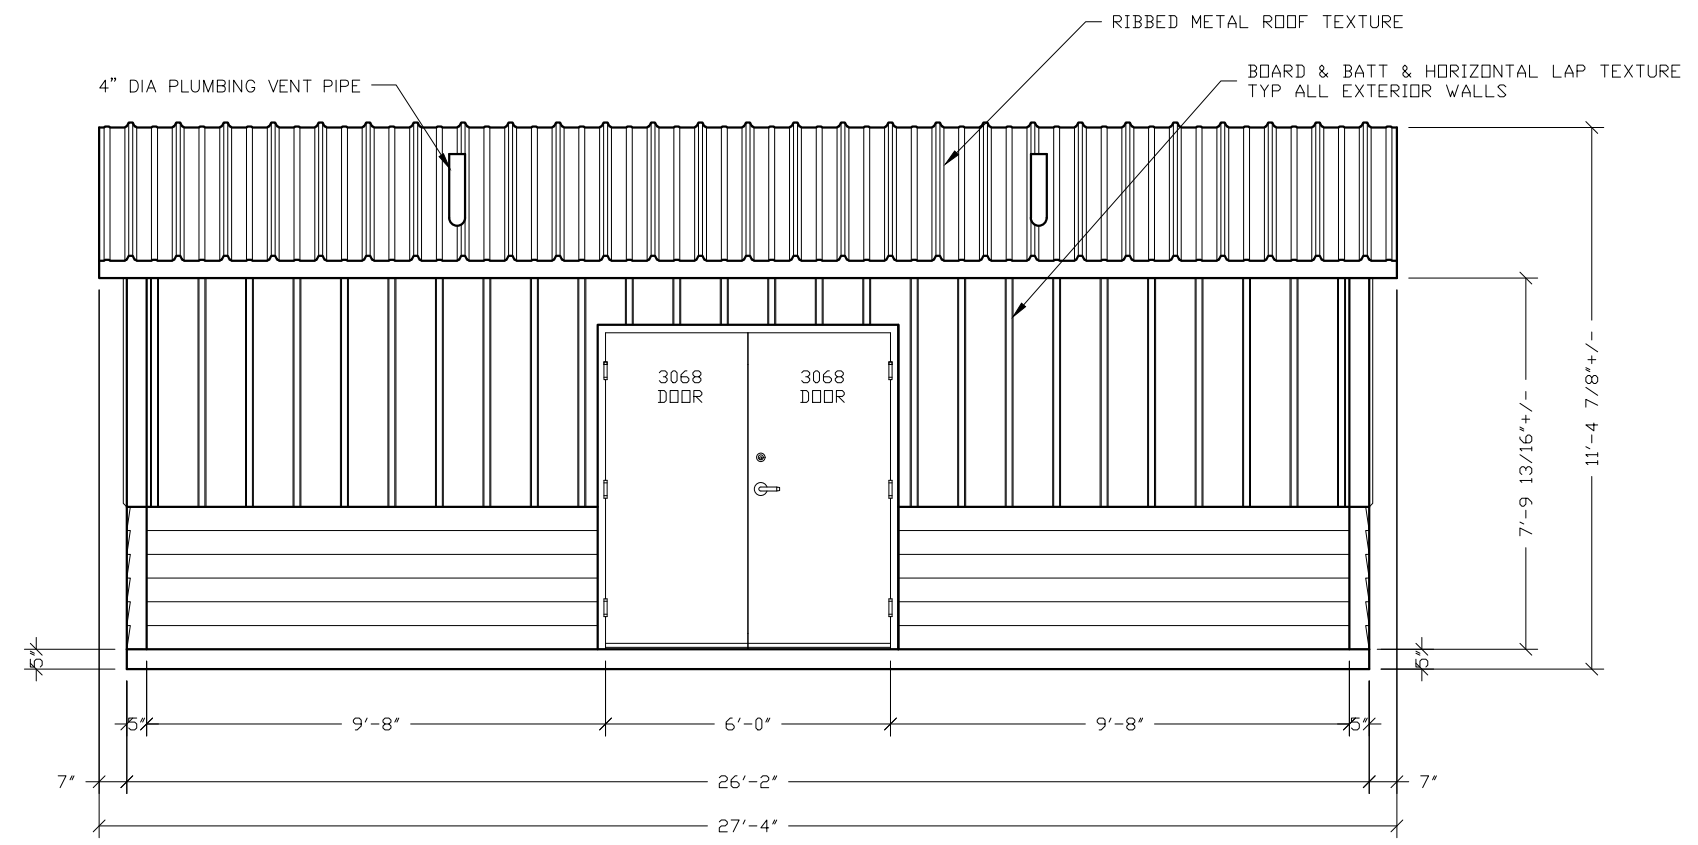 RIBBED METAL ROOF TEXTURE
BOARD & BATT & HORIZONTAL LAP TEXTURE
TYP ALL EXTERIOR WALLS
4" DIA PLUMBING VENT PIPE
3068
DOOR
3068
DOOR
7'-9 13/16"+/-
11'-4 7/8"+/-
5"
5"
5"
9'-8"
6'-0"
9'-8"
5"
7"
26'-2"
7"
27'-4"